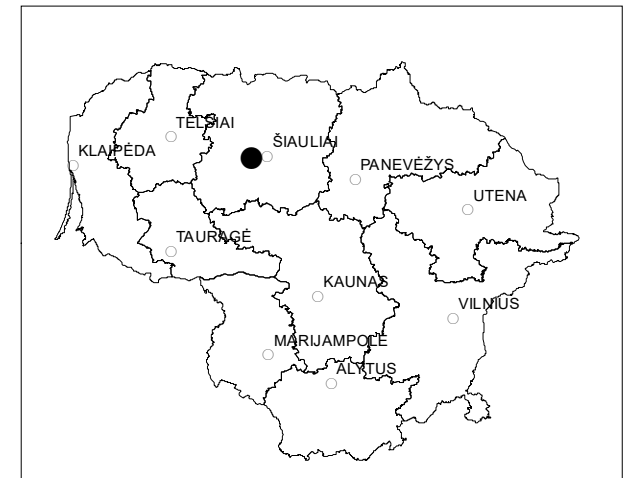 TELŠIAI
ŠIAULIAI
KLAIPĖDA
PANEVĖŽYS
UTENA
TAURAGĖ
KAUNAS
VILNIUS
MARIJAMPOLĖ
ALYTUS